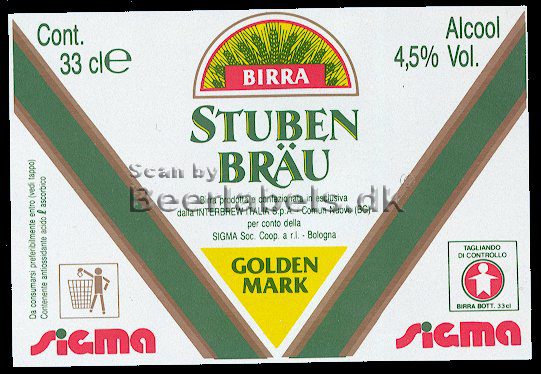 Cont.
33 cl e
Alcool
4,5% Vol.
BIRRA
STUBEN
BRÄU
Scan by
Beerlabels.dk
Birra prodotta e confezionata in esclusiva
dalla INTERBREW ITALIA S.p.A. - Comun Nuovo (BG)
per conto della
SIGMA Soc. Coop. a r.l. - Bologna
GOLDEN
MARK
Da consumarsi preferibilmente entro (vedi tappo)
Contenente antiossidante acido ℓ ascorbico
TAGLIANDO
DI CONTROLLO
BIRRA BOTT. 33 cl
sigma
sigma